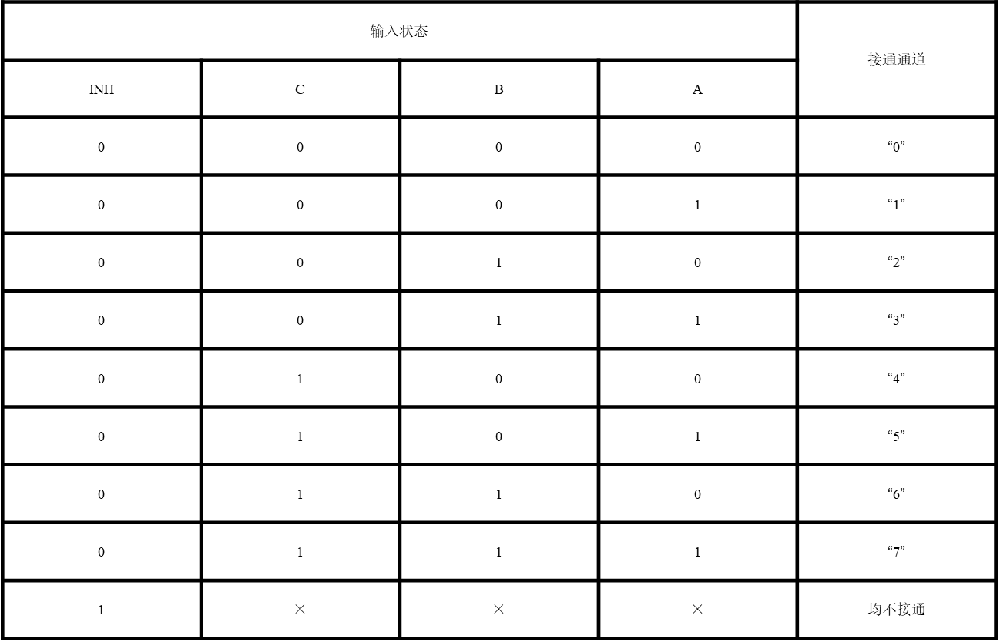 输入状态 接通通道
INH C B A
0 0 0 0 “0”
0 0 0 1 “1”
0 0 1 0 “2”
0 0 1 1 “3”
0 1 0 0 “4”
0 1 0 1 “5”
0 1 1 0 “6”
0 1 1 1 “7”
1 × × × 均不接通